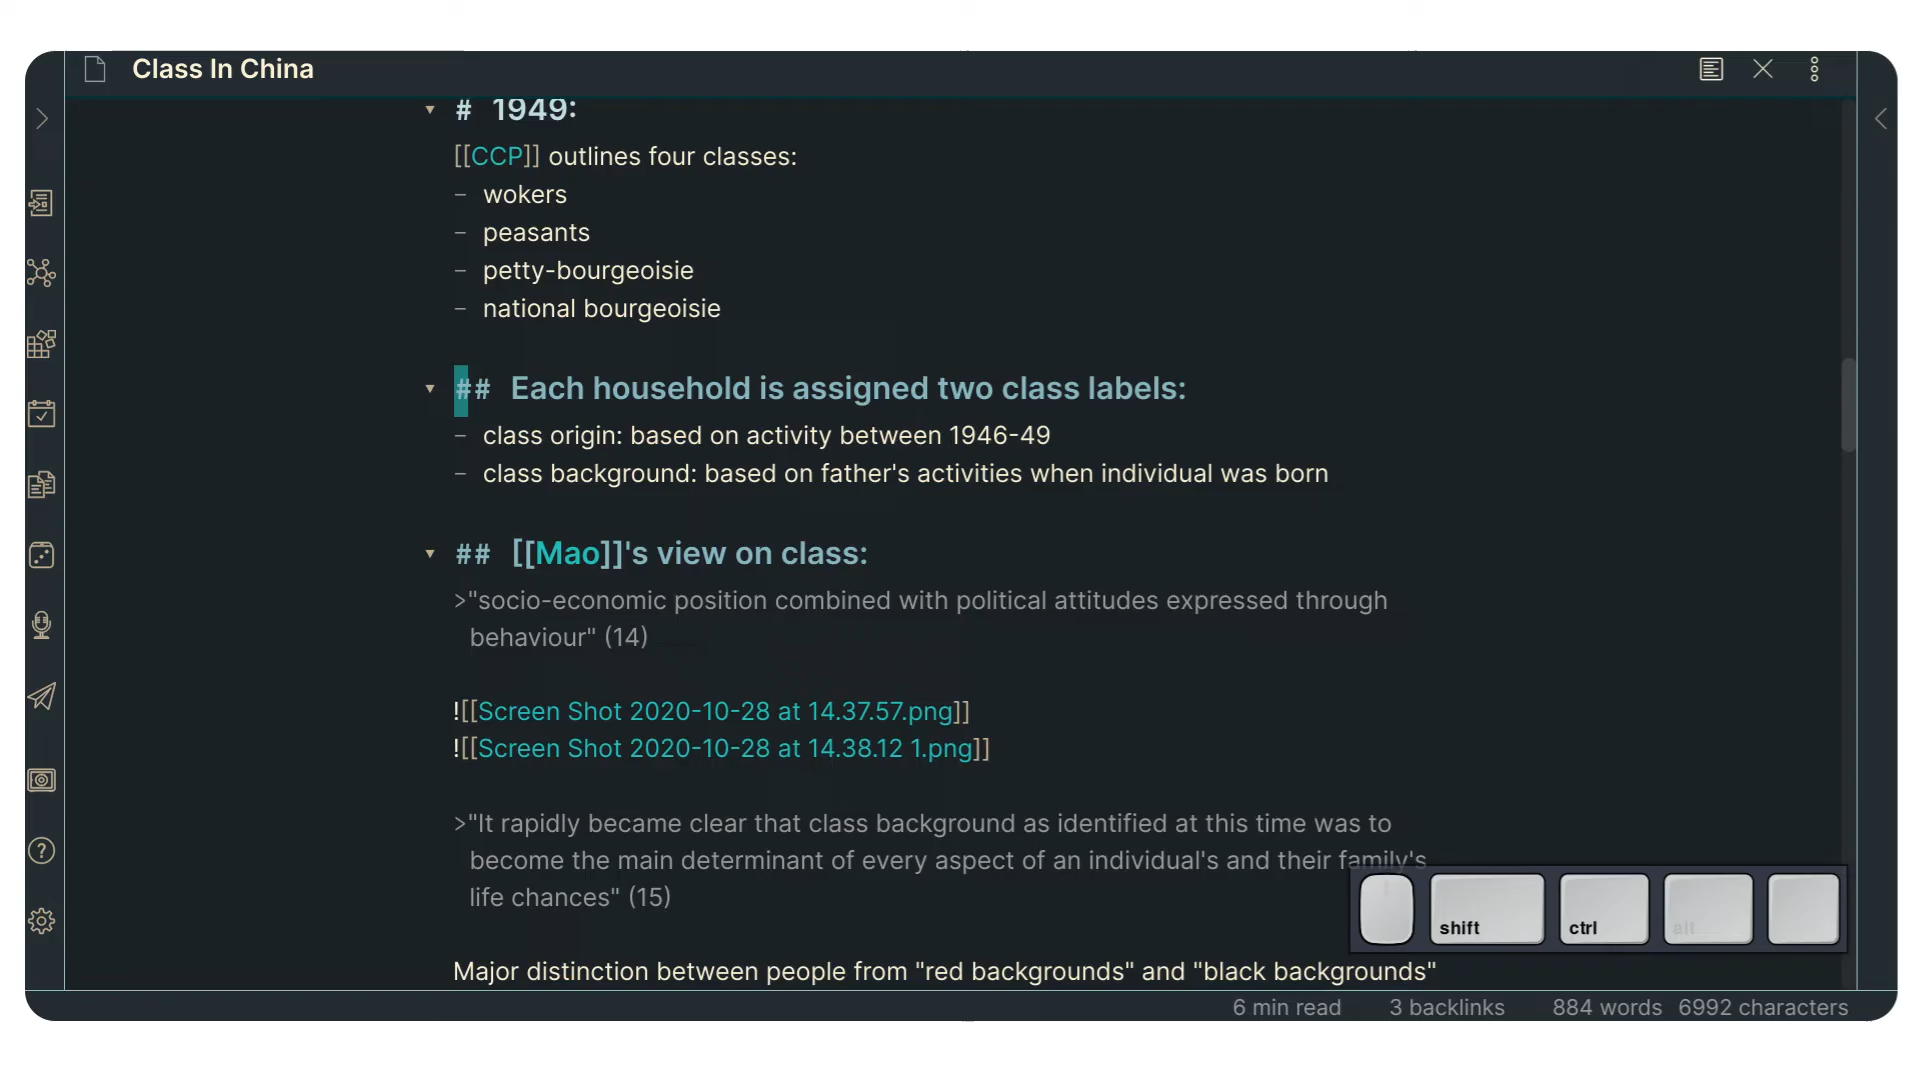 Class In China
# 1949:
[[CCP]] outlines four classes:
- wokers
- peasants
- petty-bourgeoisie
- national bourgeoisie
## Each household is assigned two class labels:
- class origin: based on activity between 1946-49
- class background: based on father's activities when individual was born
## [[Mao]]'s view on class:
>"socio-economic position combined with political attitudes expressed through
behaviour" (14)
![[Screen Shot 2020-10-28 at 14.37.57.png]]
![[Screen Shot 2020-10-28 at 14.38.12 1.png]]
>"It rapidly became clear that class background as identified at this time was to
become the main determinant of every aspect of an individual's and their family's
life chances" (15)
shift ctrl alt
Major distinction between people from "red backgrounds" and "black backgrounds"
6 min read 3 backlinks 884 words 6992 characters